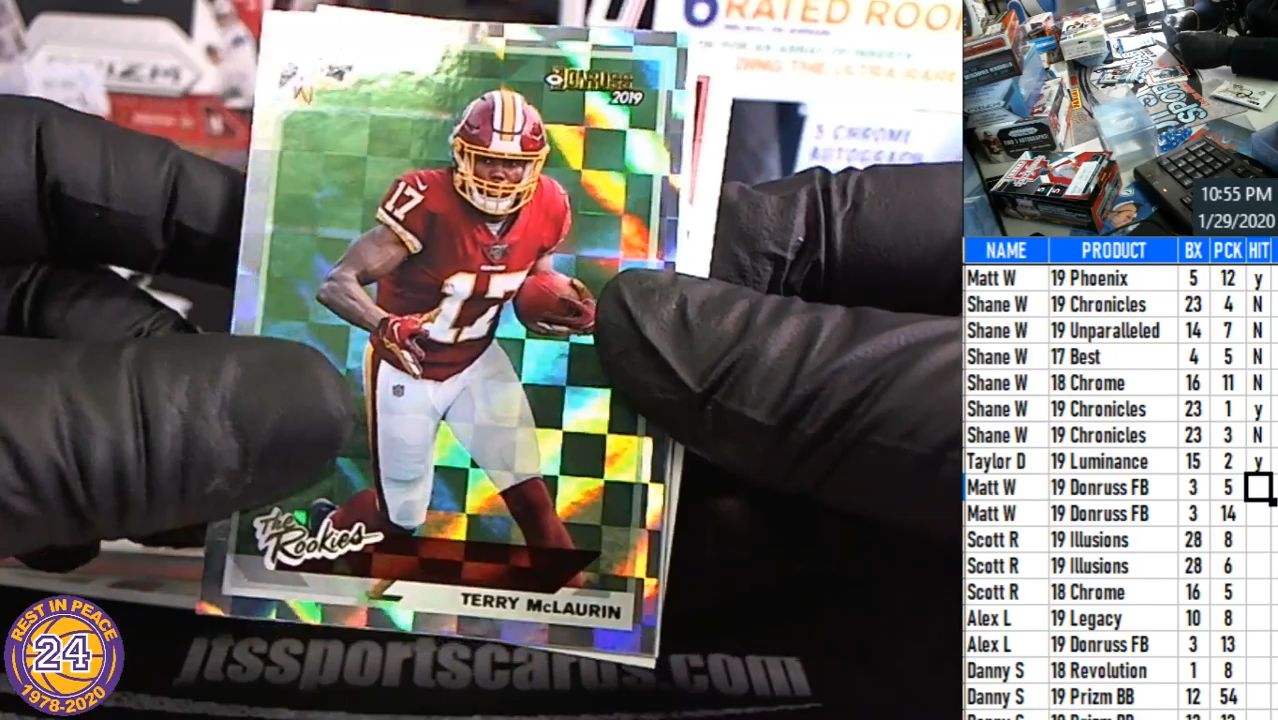 6 RATED ROO
3 CHROME
AUTOGRAPH
PRIZM
DONRUSS
2019
17
17
The
Rookies
TERRY McLAURIN
jtssportscards.com
REST IN PEACE
24
1978-2020
10:55 PM
1/29/2020
NAME PRODUCT BX PCK HIT
Matt W 19 Phoenix 5 12 y
Shane W 19 Chronicles 23 4 N
Shane W 19 Unparalleled 14 7 N
Shane W 17 Best 4 5 N
Shane W 18 Chrome 16 11 N
Shane W 19 Chronicles 23 1 y
Shane W 19 Chronicles 23 3 N
Taylor D 19 Luminance 15 2 y
Matt W 19 Donruss FB 3 5
Matt W 19 Donruss FB 3 14
Scott R 19 Illusions 28 8
Scott R 19 Illusions 28 6
Scott R 18 Chrome 16 5
Alex L 19 Legacy 10 8
Alex L 19 Donruss FB 3 13
Danny S 18 Revolution 1 8
Danny S 19 Prizm BB 12 54